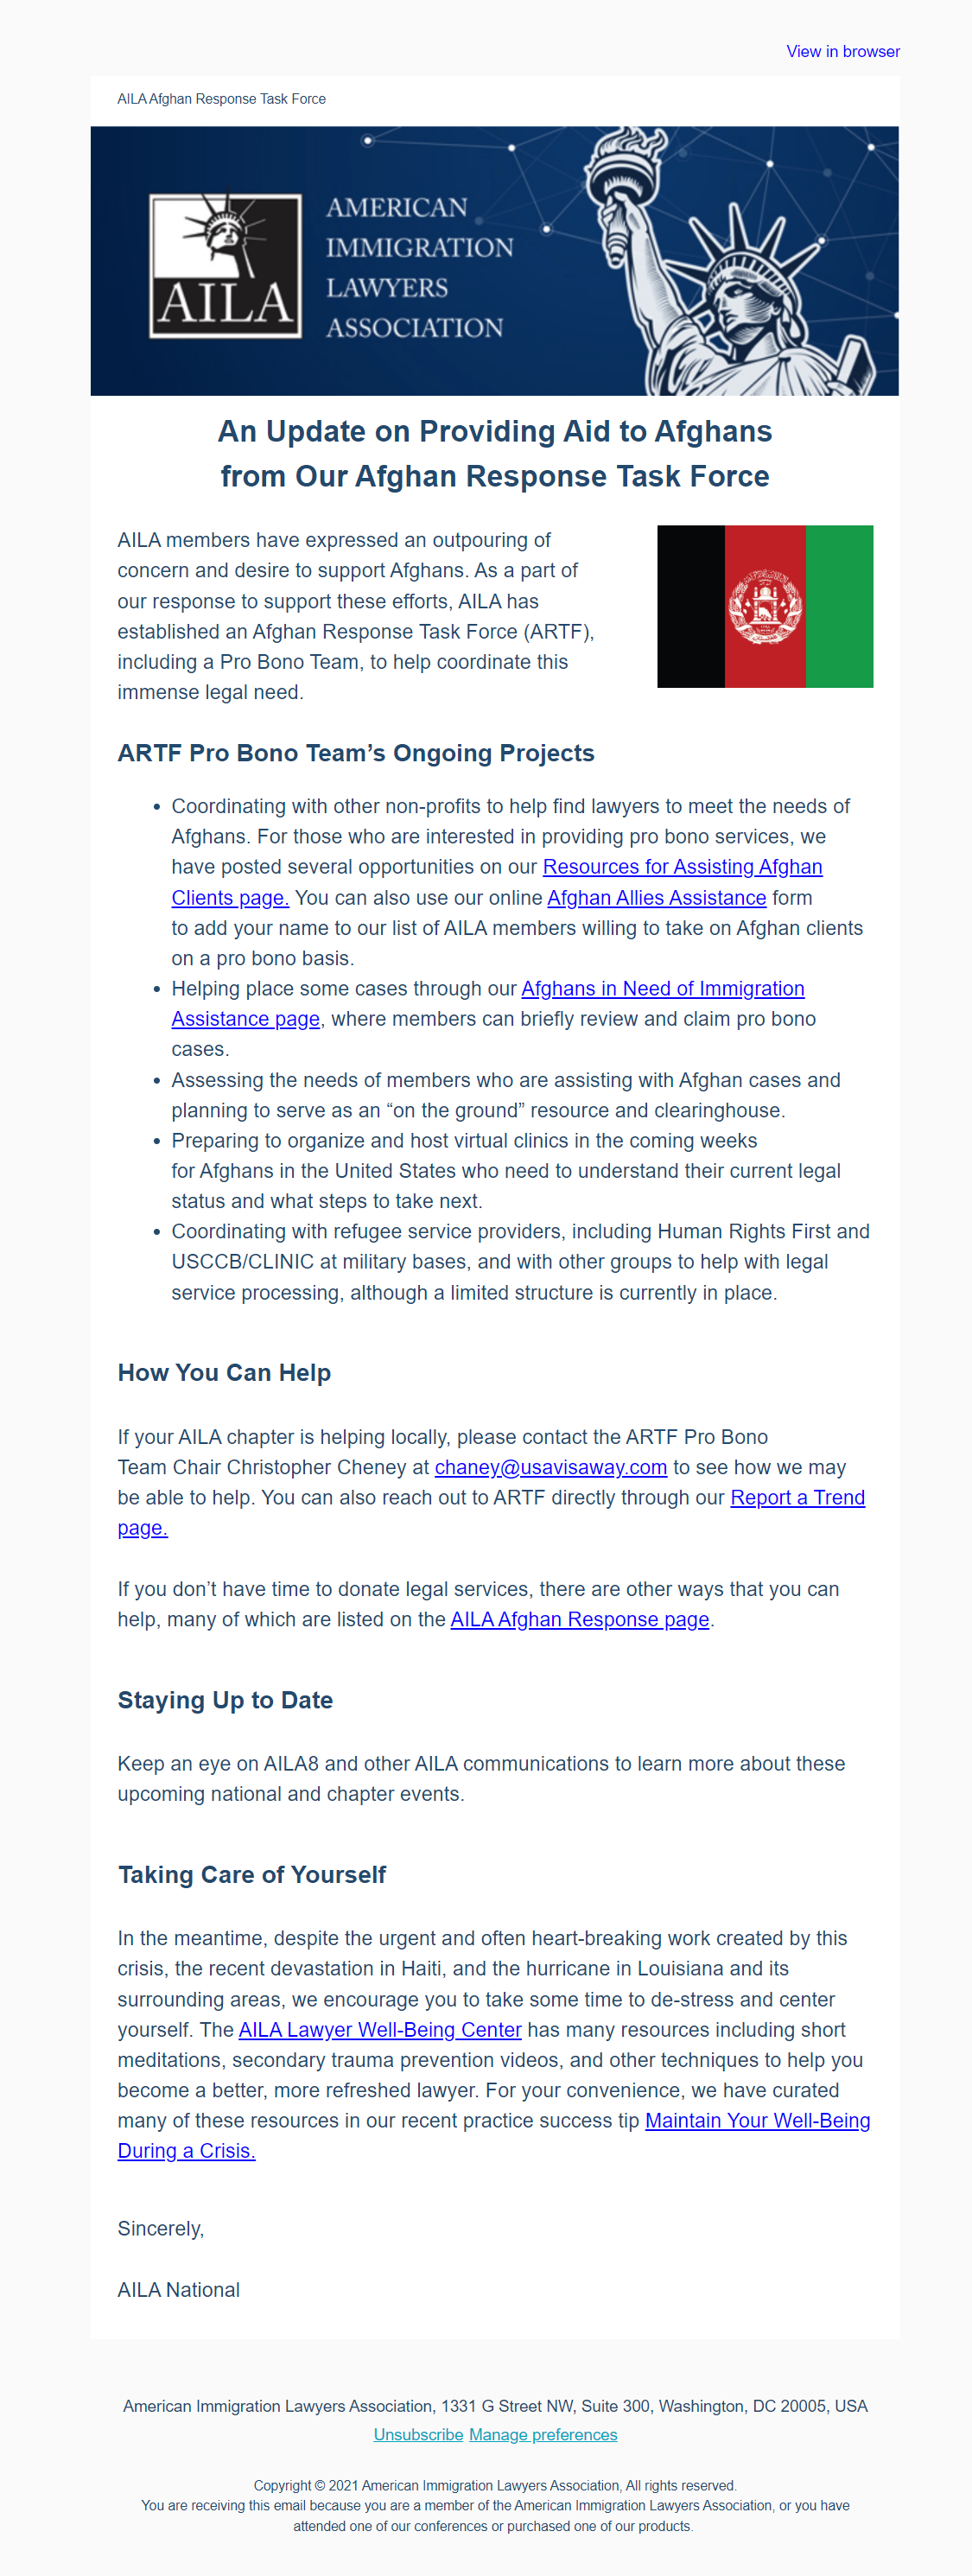 View in browser
AILA Afghan Response Task Force
AILA
AMERICAN
IMMIGRATION
LAWYERS
ASSOCIATION
An Update on Providing Aid to Afghans
from Our Afghan Response Task Force
AILA members have expressed an outpouring of
concern and desire to support Afghans. As a part of
our response to support these efforts, AILA has
established an Afghan Response Task Force (ARTF),
including a Pro Bono Team, to help coordinate this
immense legal need.
ARTF Pro Bono Team’s Ongoing Projects
• Coordinating with other non-profits to help find lawyers to meet the needs of
Afghans. For those who are interested in providing pro bono services, we
have posted several opportunities on our Resources for Assisting Afghan
Clients page. You can also use our online Afghan Allies Assistance form
to add your name to our list of AILA members willing to take on Afghan clients
on a pro bono basis.
• Helping place some cases through our Afghans in Need of Immigration
Assistance page, where members can briefly review and claim pro bono
cases.
• Assessing the needs of members who are assisting with Afghan cases and
planning to serve as an “on the ground” resource and clearinghouse.
• Preparing to organize and host virtual clinics in the coming weeks
for Afghans in the United States who need to understand their current legal
status and what steps to take next.
• Coordinating with refugee service providers, including Human Rights First and
USCCB/CLINIC at military bases, and with other groups to help with legal
service processing, although a limited structure is currently in place.
How You Can Help
If your AILA chapter is helping locally, please contact the ARTF Pro Bono
Team Chair Christopher Cheney at chaney@usavisaway.com to see how we may
be able to help. You can also reach out to ARTF directly through our Report a Trend
page.
If you don’t have time to donate legal services, there are other ways that you can
help, many of which are listed on the AILA Afghan Response page.
Staying Up to Date
Keep an eye on AILA8 and other AILA communications to learn more about these
upcoming national and chapter events.
Taking Care of Yourself
In the meantime, despite the urgent and often heart-breaking work created by this
crisis, the recent devastation in Haiti, and the hurricane in Louisiana and its
surrounding areas, we encourage you to take some time to de-stress and center
yourself. The AILA Lawyer Well-Being Center has many resources including short
meditations, secondary trauma prevention videos, and other techniques to help you
become a better, more refreshed lawyer. For your convenience, we have curated
many of these resources in our recent practice success tip Maintain Your Well-Being
During a Crisis.
Sincerely,
AILA National
American Immigration Lawyers Association, 1331 G Street NW, Suite 300, Washington, DC 20005, USA
Unsubscribe Manage preferences
Copyright © 2021 American Immigration Lawyers Association, All rights reserved.
You are receiving this email because you are a member of the American Immigration Lawyers Association, or you have
attended one of our conferences or purchased one of our products.